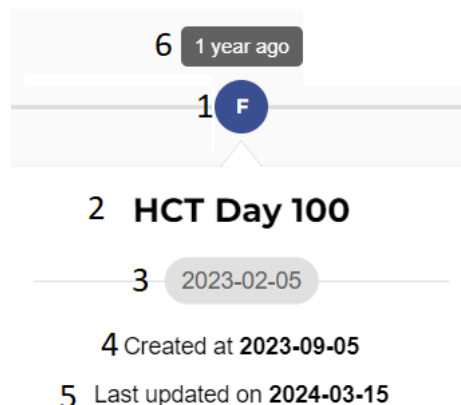 6 1 year ago
1 F
2 HCT Day 100
3 2023-02-05
4 Created at 2023-09-05
5 Last updated on 2024-03-15